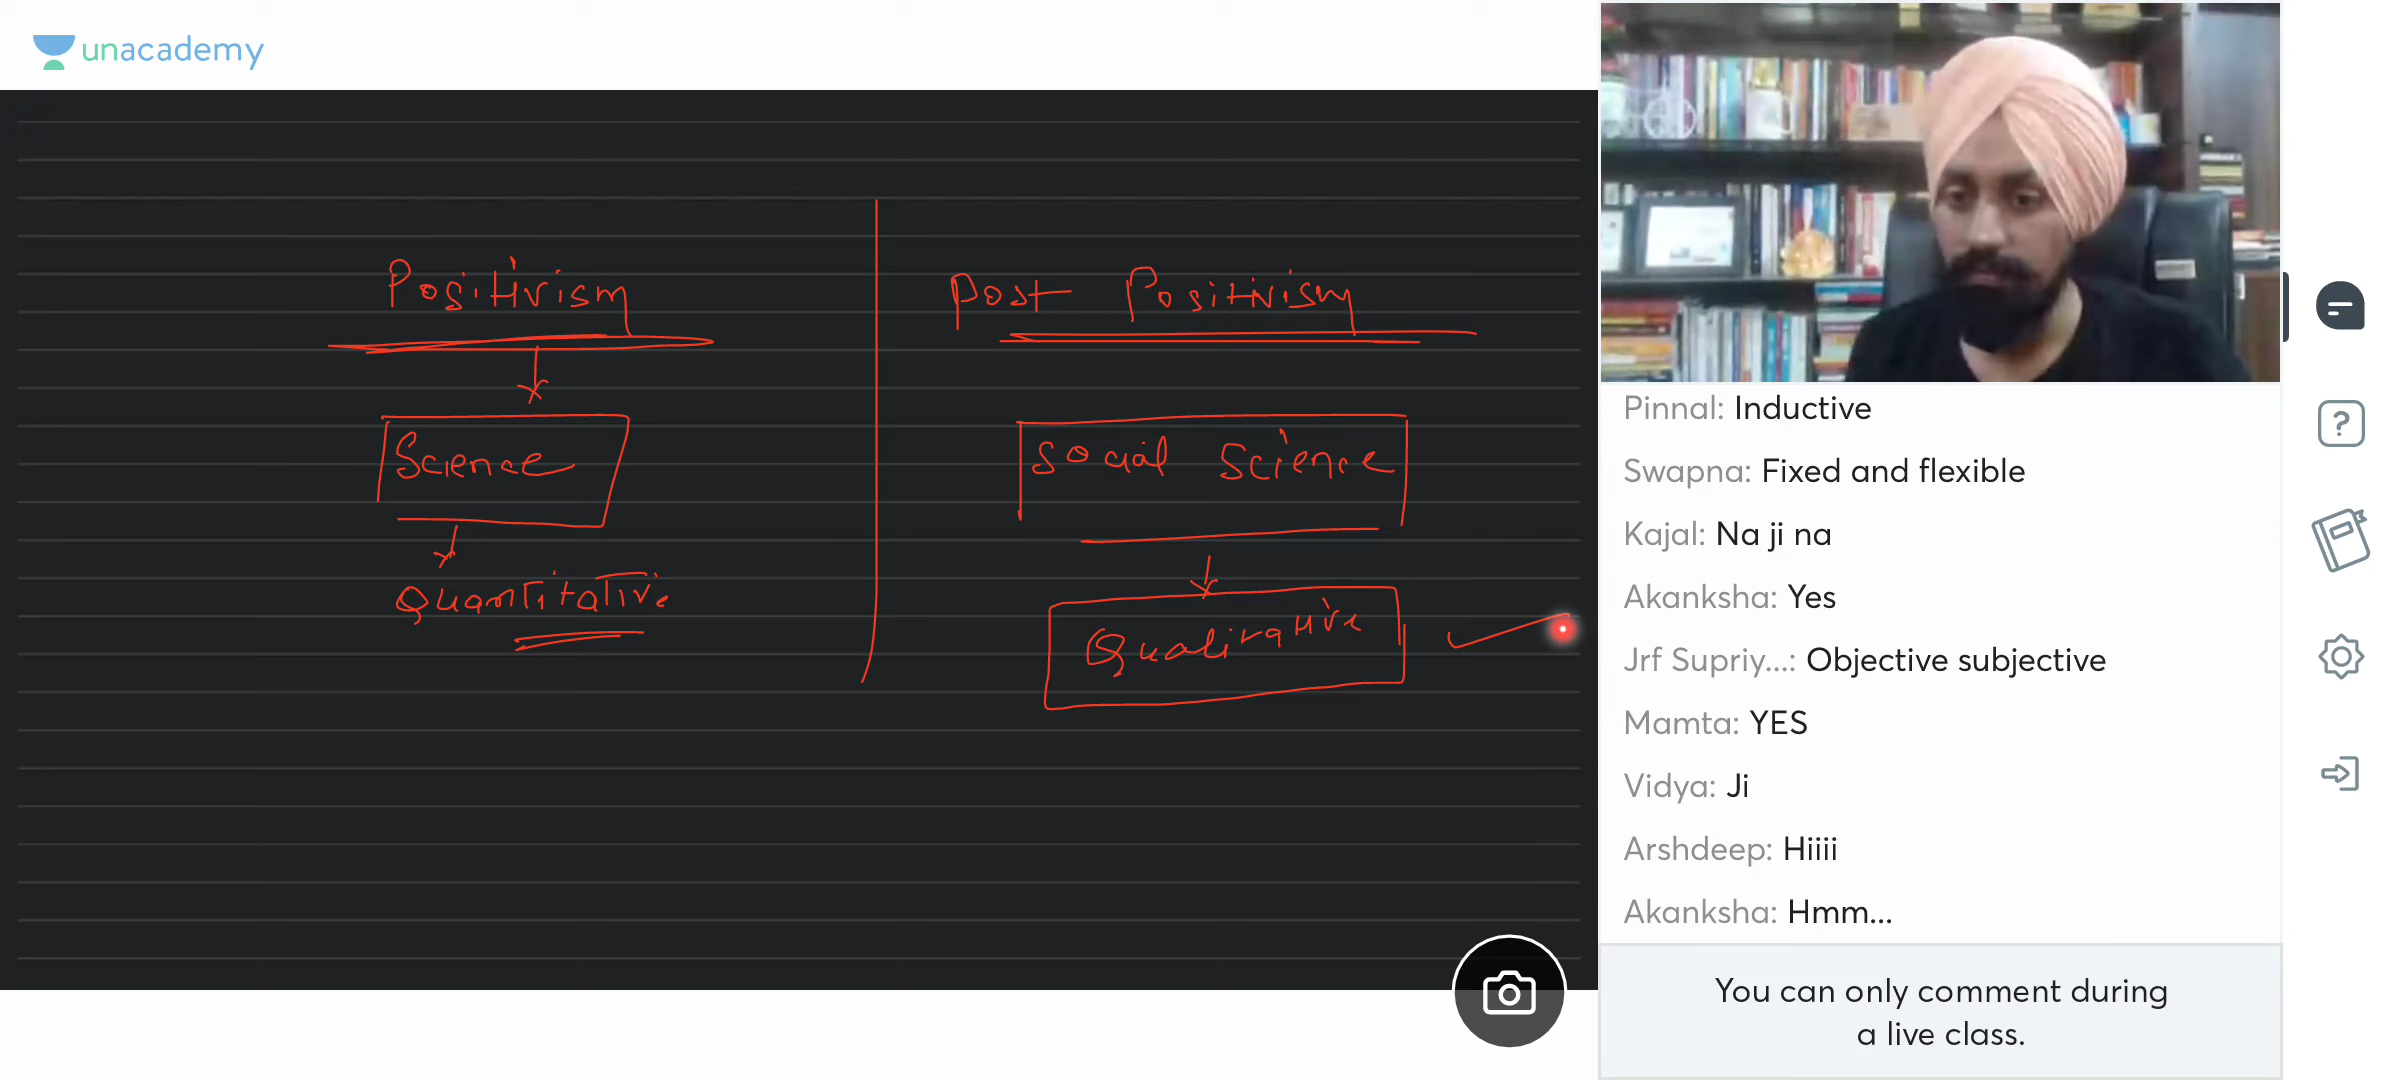 unacademy
Positivism
Post Positivism
Science
Social Science
Quantitative
Qualitative
Pinnal: Inductive
Swapna: Fixed and flexible
Kajal: Na ji na
Akanksha: Yes
Jrf Supriy...: Objective subjective
Mamta: YES
Vidya: Ji
Arshdeep: Hiiii
Akanksha: Hmm...
You can only comment during
a live class.